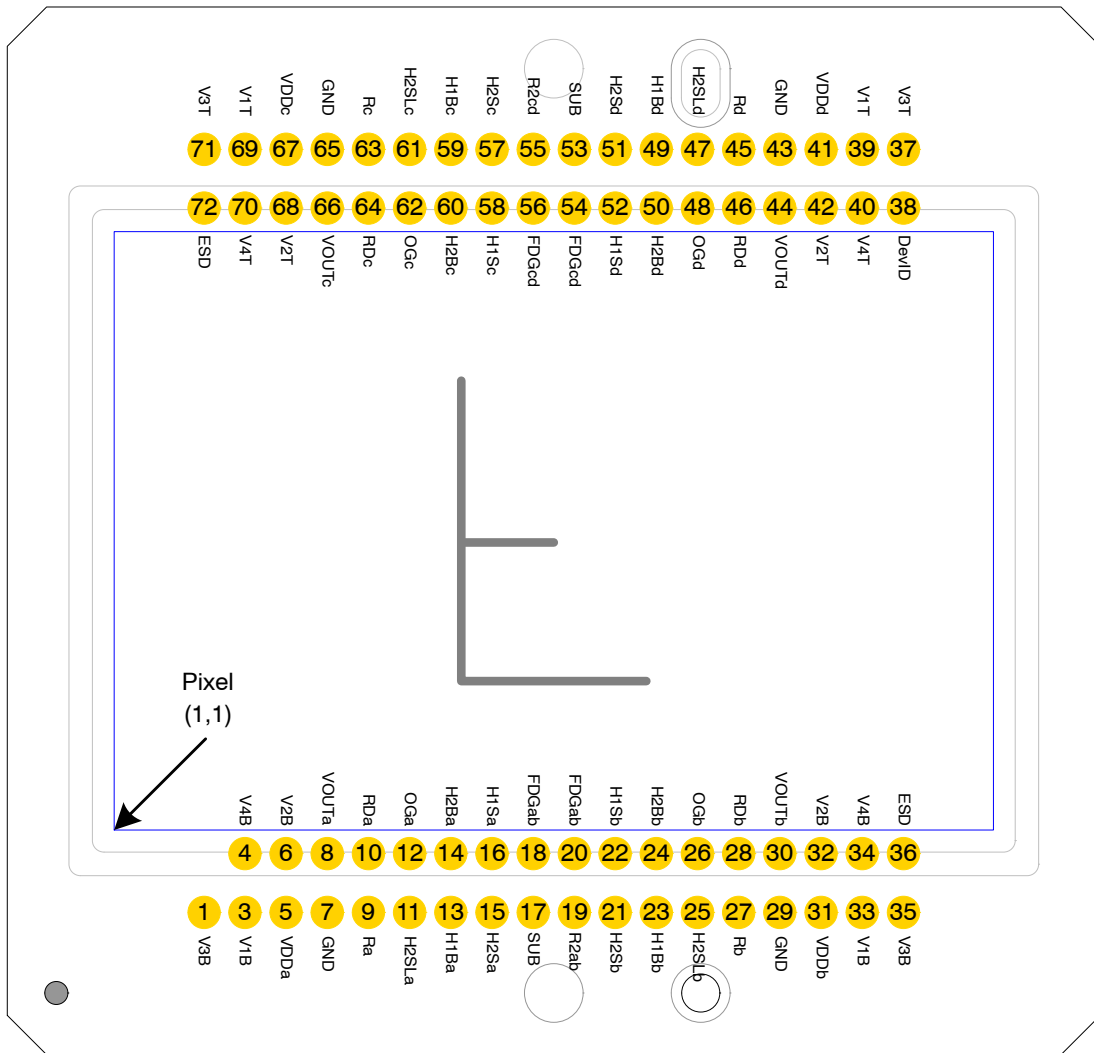 V3T V1T VDDc GND Rc H2SLc H1Bc H2Sc R2cd SUB H2Sd H1Bd H2SLd Rd GND VDDd V1T V3T
71 69 67 65 63 61 59 57 55 53 51 49 47 45 43 41 39 37
72 70 68 66 64 62 60 58 56 54 52 50 48 46 44 42 40 38
ESD V4T V2T VOUTc RDc OGc H2Bc H1Sc FDGcd FDGcd H1Sd H2Bd OGd RDd VOUTd V2T V4T DevID
Pixel
(1,1)
V4B V2B VOUTa RDa OGa H2Ba H1Sa FDGab FDGab H1Sb H2Bb OGb RDb VOUTb V2B V4B ESD
4 6 8 10 12 14 16 18 20 22 24 26 28 30 32 34 36
1 3 5 7 9 11 13 15 17 19 21 23 25 27 29 31 33 35
V3B V1B VDDa GND Ra H2SLa H1Ba H2Sa SUB R2ab H2Sb H1Bb H2SLb Rb GND VDDb V1B V3B